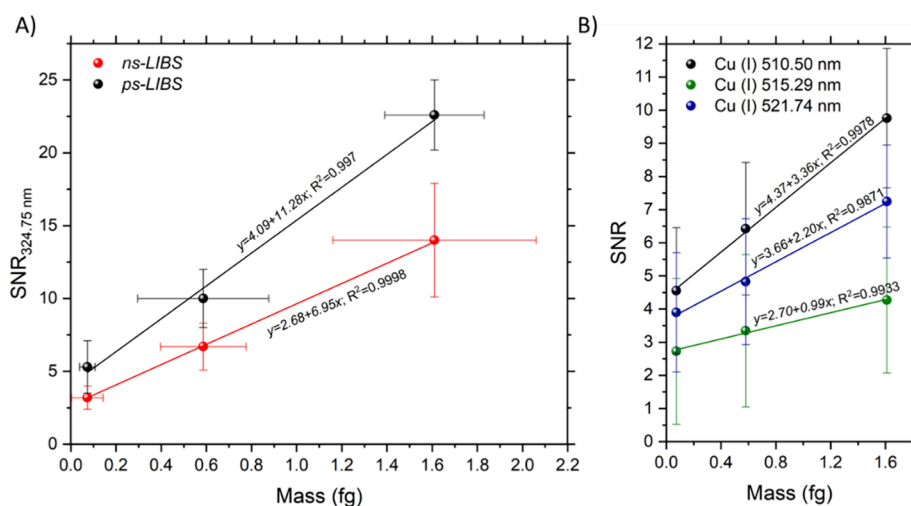 A)
ns-LIBS
ps-LIBS
SNR324.75 nm
25
20
15
10
5
0
y=4.09+11.28x; R²=0.997
y=2.68+6.95x; R²=0.9998
0.0 0.2 0.4 0.6 0.8 1.0 1.2 1.4 1.6 1.8 2.0 2.2
Mass (fg)
B)
Cu (I) 510.50 nm
Cu (I) 515.29 nm
Cu (I) 521.74 nm
SNR
12
11
10
9
8
7
6
5
4
3
2
1
0
y=4.37+3.36x; R²=0.9978
y=3.66+2.20x; R²=0.9871
y=2.70+0.99x; R²=0.9933
0.0 0.4 0.8 1.2 1.6
Mass (fg)